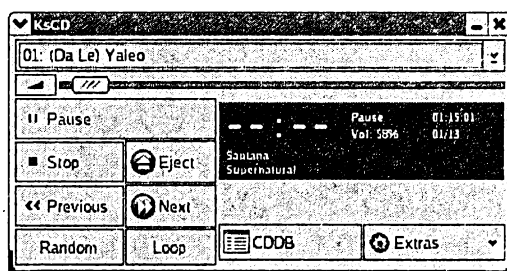 KsCD
01: (Da Le) Yaleo
Pause
Stop
Eject
Previous
Next
Random
Loop
--:--
Pause
01:15:01
Vol: 58%
01/13
Santana
Supernatural
CDDB
Extras